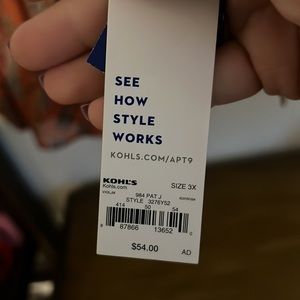 SEE
HOW
STYLE
WORKS
KOHLS.COM/APT9
KOHL'S
Kohls.com
SIZE 3X
984 PAT J
STYLE 3276Y52
414 50 54
87866 13652
$54.00
AD